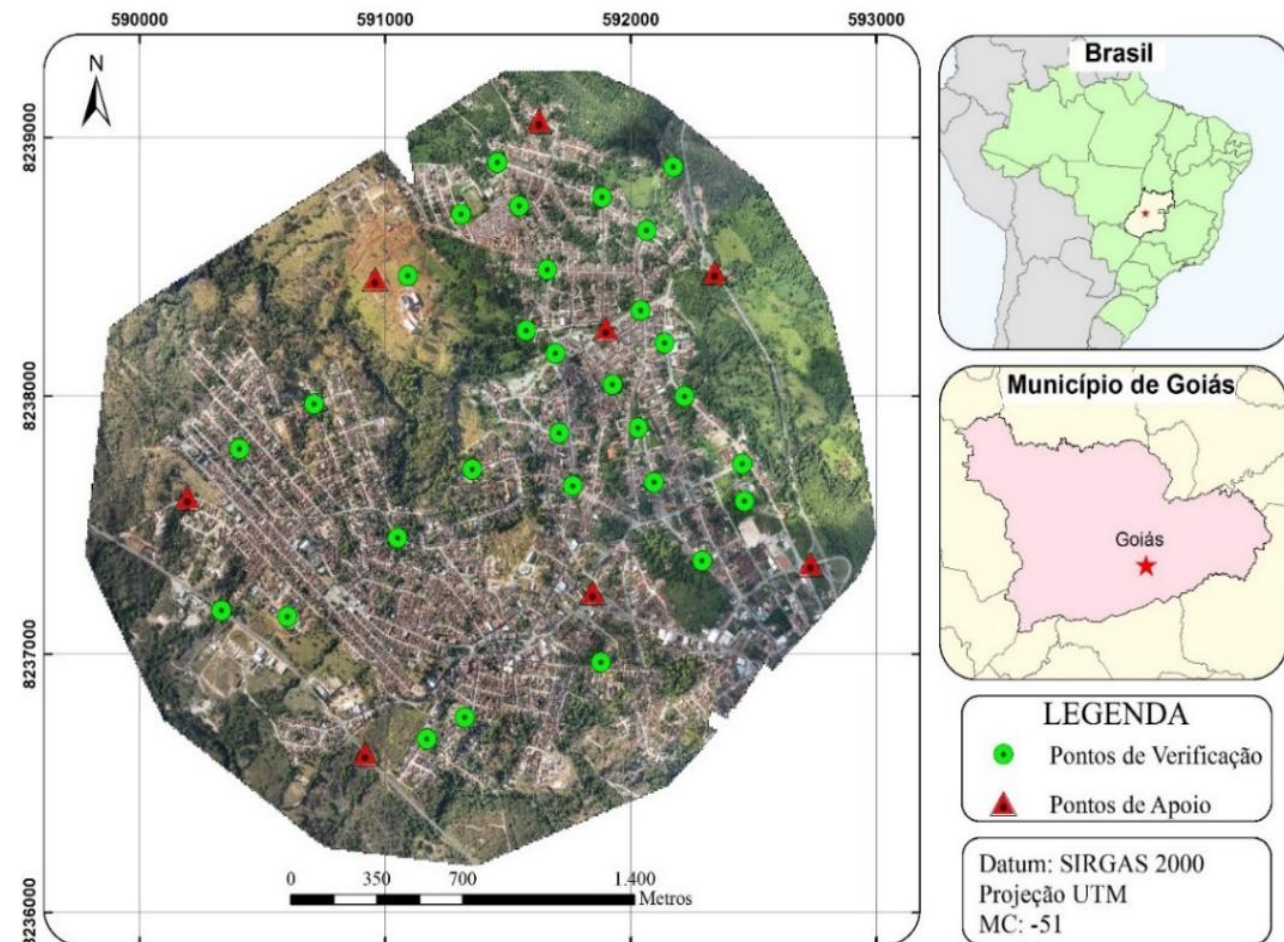 590000 591000 592000 593000
N
8239000
8238000
8237000
8236000
0 350 700 1.400
Metros
Brasil
Município de Goiás
Goiás
LEGENDA
Pontos de Verificação
Pontos de Apoio
Datum: SIRGAS 2000
Projeção UTM
MC: -51